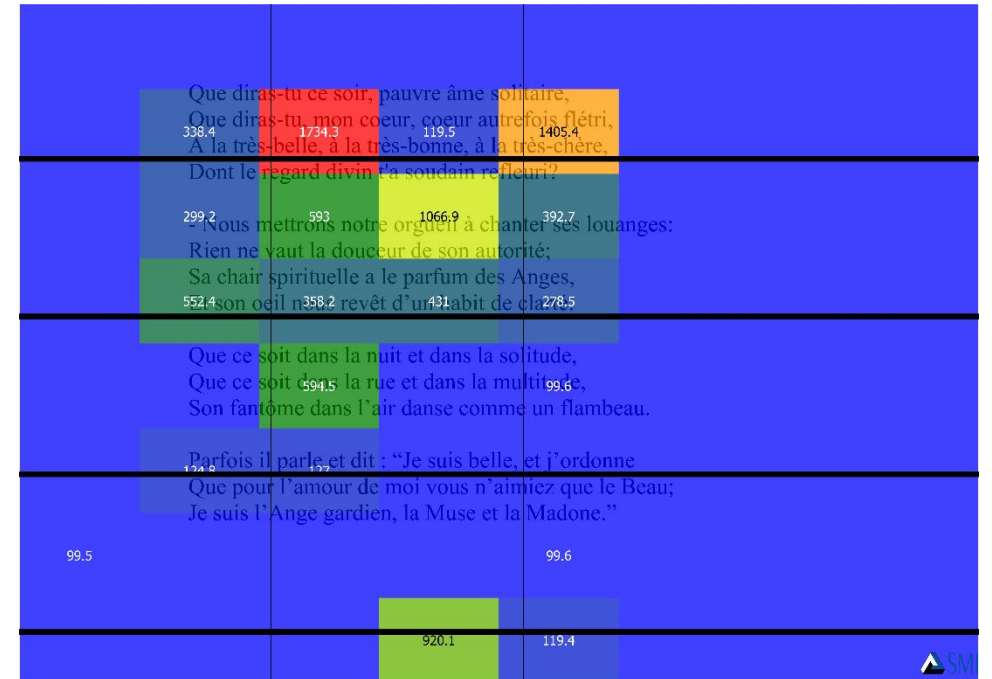 Que diras-tu ce soir, pauvre âme solitaire,
Que diras-tu, mon coeur, coeur autrefois flétri,
338.4 1734.3 119.5 1405.4
A la très-belle, à la très-bonne, à la très-chère,
Dont le regard divin t'a soudain refleuri?
299.2 593 1066.9 392.7
- Nous mettrons notre orgueil à chanter ses louanges:
Rien ne vaut la douceur de son autorité;
Sa chair spirituelle a le parfum des Anges,
552.4 358.2 431 278.5
Et son oeil nous revêt d'un habit de clarté.
Que ce soit dans la nuit et dans la solitude,
Que ce soit dans la rue et dans la multitude,
594.5 99.6
Son fantôme dans l'air danse comme un flambeau.
Parfois il parle et dit : “Je suis belle, et j'ordonne
124.8 127
Que pour l'amour de moi vous n'aimiez que le Beau;
Je suis l'Ange gardien, la Muse et la Madone.”
99.5 99.6
920.1 119.4
SMI